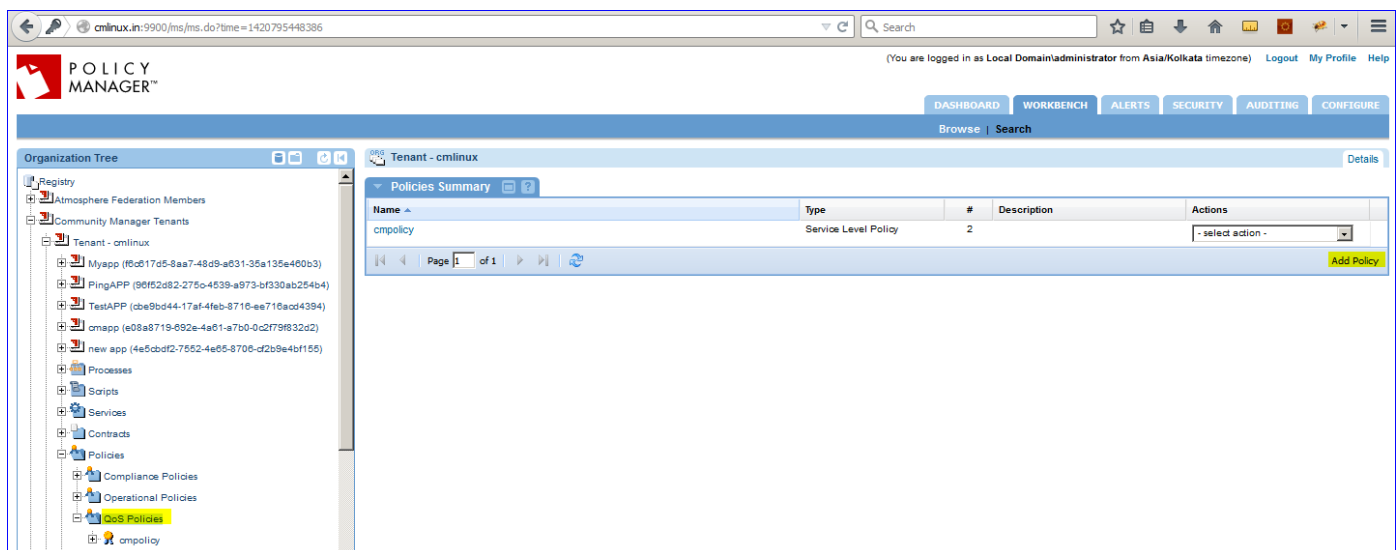 cmlinux.in:9900/ms/ms.do?time=1420795448386
Search
POLICY
MANAGER™
(You are logged in as Local Domain\administrator from Asia/Kolkata timezone) Logout My Profile Help
DASHBOARD WORKBENCH ALERTS SECURITY AUDITING CONFIGURE
Browse | Search
Organization Tree
Registry
Atmosphere Federation Members
Community Manager Tenants
Tenant - cmlinux
Myapp (f6c617d5-8aa7-48d9-a631-35a135e460b3)
PingAPP (96f52d82-275c-4539-a973-bf330ab254b4)
TestAPP (cbe9bd44-17af-4feb-8716-ee716acd4394)
cmapp (e08a8719-692e-4a61-a7b0-0c2f79f832d2)
new app (4e5cbdf2-7552-4e65-8706-cf2b9e4bf155)
Processes
Scripts
Services
Contracts
Policies
Compliance Policies
Operational Policies
QoS Policies
cmpolicy
ORG Tenant - cmlinux
Details
Policies Summary ?
Name Type # Description Actions
cmpolicy Service Level Policy 2 - select action -
Page 1 of 1
Add Policy